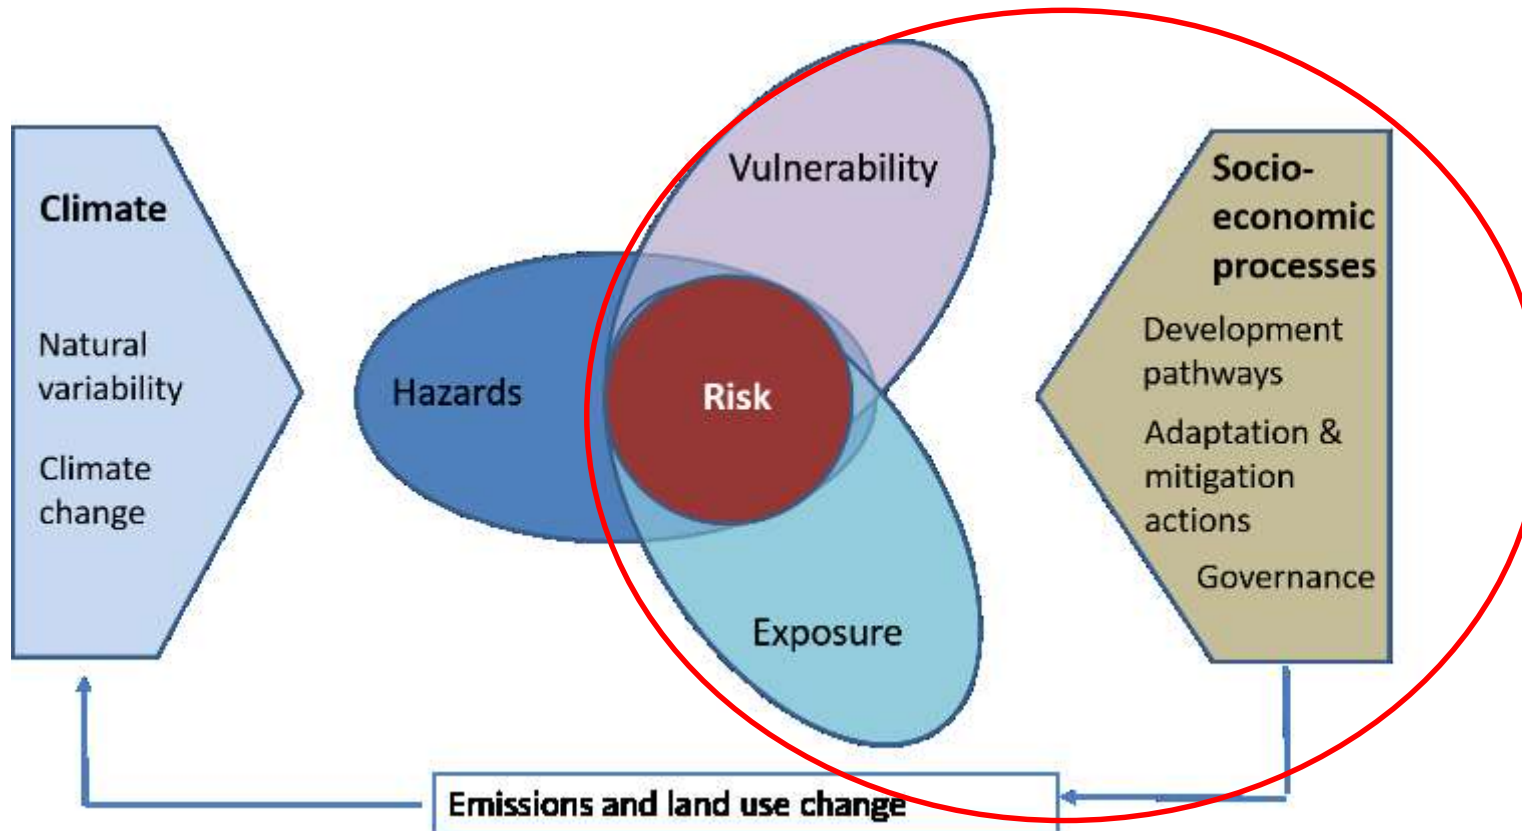 Climate
Natural
variability
Climate
change
Hazards
Vulnerability
Risk
Exposure
Socio-
economic
processes
Development
pathways
Adaptation &
mitigation
actions
Governance
Emissions and land use change